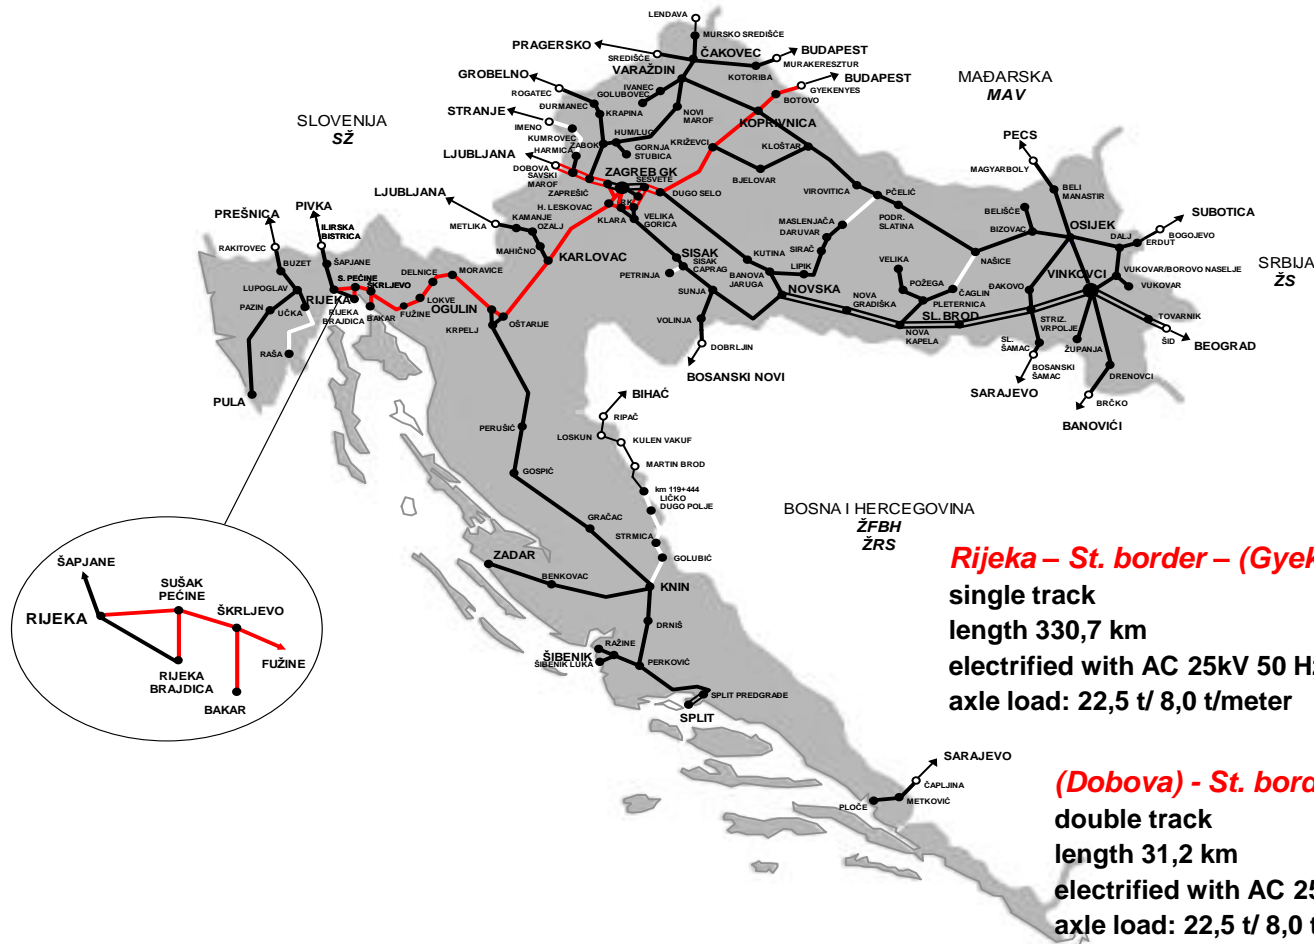 LENDAVA
MURSKO SREDIŠČE
PRAGERSKO
SREDIŠČE
ČAKOVEC
BUDAPEST
MURAKERESZTUR
KOTORIBA
VARAŽDIN
GROBELNO
ROGATEC
IVANEC
GOLUBOVEC
BUDAPEST
GYEKENYES
BOTOVO
MAĐARSKA
MAV
ĐURMANEC
KRAPINA
NOVI
MAROF
KOPRIVNICA
STRANJE
SLOVENIJA
SŽ
IMENO
KUMROVEC
HARMICA
ZABOK
HUM/LUG
GORNJA
STUBICA
KRIŽEVCI
KLOŠTAR
PECS
MAGYARBOLY
LJUBLJANA
DOBOVA
SAVSKI
MAROF
ZAGREB GK
SESVETE
ZAPREŠIĆ
DUGO SELO
BJELOVAR
VIROVITICA
PČELIĆ
BELI
MANASTIR
LJUBLJANA
H. LESKOVAC
RK
KLARA
VELIKA
GORICA
MASLENJAČA
DARUVAR
PODR.
SLATINA
BELIŠĆE
BIZOVAC
OSIJEK
SUBOTICA
BOGOJEVO
ERDUT
DALJ
PREŠNICA
PIVKA
METLIKA
KAMANJE
OZALJ
MAHIČNO
KARLOVAC
SISAK
SISAK
CAPRAG
PETRINJA
KUTINA
SIRAČ
LIPIK
BANOVA
JARUGA
VELIKA
NAŠICE
SRBIJA
ŽS
RAKITOVEC
BUZET
ILIRSKA
BISTRICA
ŠAPJANE
DELNICE
MORAVICE
SUNJA
NOVSKA
POŽEGA
ČAGLIN
PLETERNICA
ĐAKOVO
VINKOVCI
VUKOVAR/BOROVO NASELJE
VUKOVAR
LUPOGLAV
S. PEĆINE
ŠKRLJEVO
PAZIN
UČKA
RIJEKA
RIJEKA
BRAJDICA
BAKAR
FUŽINE
LOKVE
OGULIN
KRPELJ
OŠTARIJE
VOLINJA
NOVA
GRADIŠKA
SL. BROD
NOVA
KAPELA
STRIZ.
VRPOLJE
TOVARNIK
ŠID
BEOGRAD
RAŠA
DOBRLJIN
BOSANSKI NOVI
SL.
ŠAMAC
BOSANSKI
ŠAMAC
ŽUPANJA
DRENOVCI
SARAJEVO
BRČKO
BANOVIĆI
PULA
BIHAĆ
RIPAČ
PERUŠIĆ
LOSKUN
KULEN VAKUF
GOSPIĆ
MARTIN BROD
km 119+444
LIČKO
DUGO POLJE
GRAČAC
STRMICA
GOLUBIĆ
BOSNA I HERCEGOVINA
ŽFBH
ŽRS
ZADAR
BENKOVAC
KNIN
DRNIŠ
RAŽINE
ŠIBENIK
ŠIBENIK LUKA
PERKOVIĆ
SPLIT PREDGRAĐE
SPLIT
SARAJEVO
ČAPLJINA
PLOČE
METKOVIĆ
ŠAPJANE
SUŠAK
PEĆINE
ŠKRLJEVO
RIJEKA
FUŽINE
RIJEKA
BRAJDICA
BAKAR
Rijeka – St. border – (Gyek
single track
length 330,7 km
electrified with AC 25kV 50 Hz
axle load: 22,5 t/ 8,0 t/meter
(Dobova) - St. bord
double track
length 31,2 km
electrified with AC 25
axle load: 22,5 t/ 8,0 t